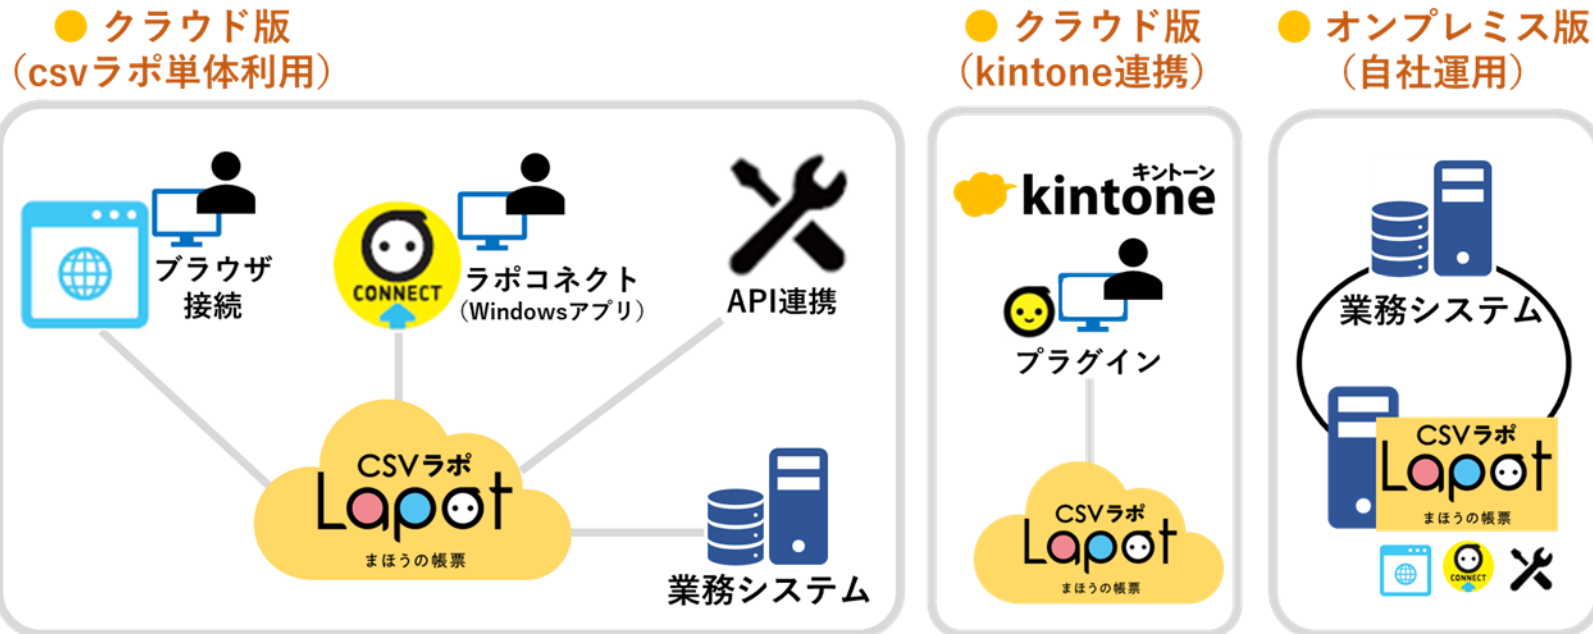 ● クラウド版
（csvラポ単体利用）
ブラウザ
接続
CONNECT
ラポコネクト
（Windowsアプリ）
API連携
CSVラポ
Lapot
まほうの帳票
業務システム
● クラウド版
（kintone連携）
キントーン
kintone
プラグイン
CSVラポ
Lapot
まほうの帳票
● オンプレミス版
（自社運用）
業務システム
CSVラポ
Lapot
まほうの帳票
CONNECT